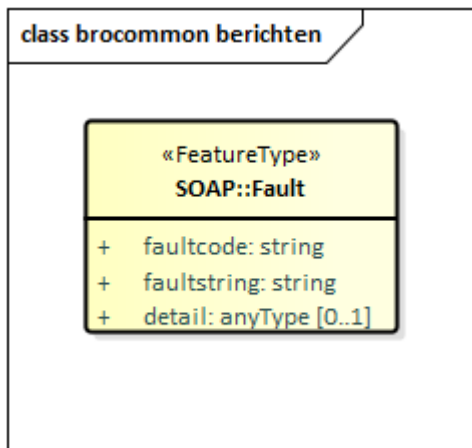 class brocommon berichten
«FeatureType»
SOAP::Fault
+ faultcode: string
+ faultstring: string
+ detail: anyType [0..1]